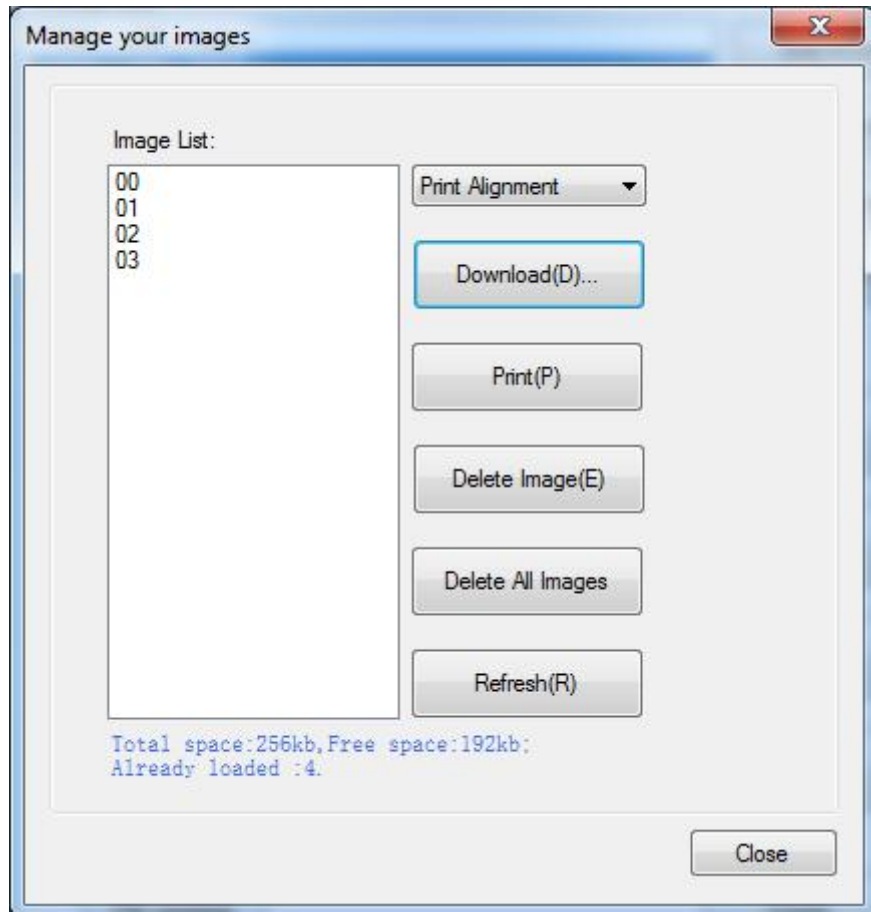 Manage your images
Image List:
00
01
02
03
Print Alignment
Download(D)...
Print(P)
Delete Image(E)
Delete All Images
Refresh(R)
Total space:256kb,Free space:192kb;
Already loaded :4.
Close